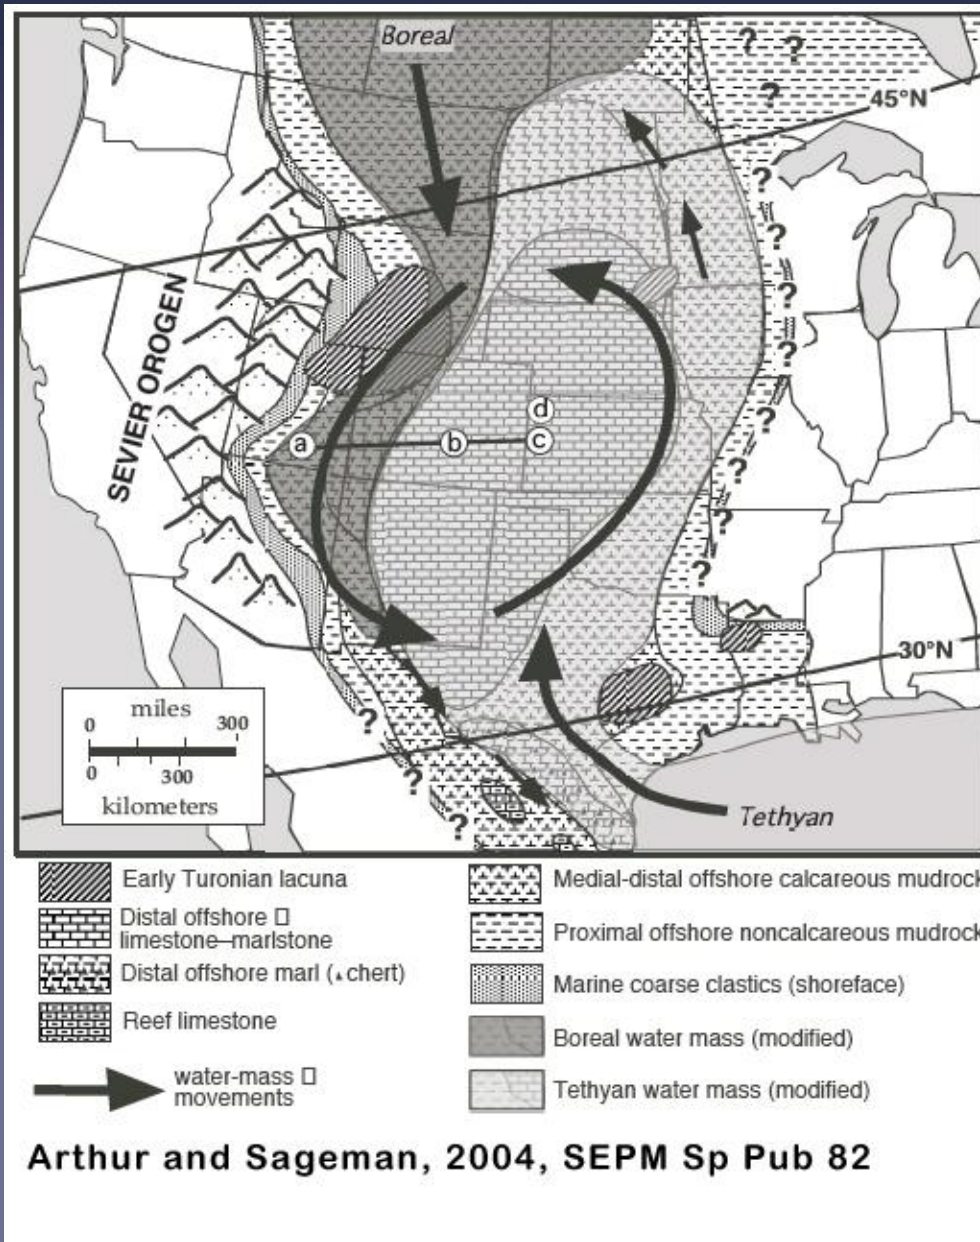 Boreal
? ?
?
45°N
?
?
?
?
?
?
?
?
SEVIER OROGEN
d
a b c
30°N
miles
0 300
0 300
kilometers
?
?
?
Tethyan
Early Turonian lacuna
Distal offshore □
limestone–marlstone
Distal offshore marl (▴chert)
Reef limestone
water-mass □
movements
Medial-distal offshore calcareous mudrock
Proximal offshore noncalcareous mudrock
Marine coarse clastics (shoreface)
Boreal water mass (modified)
Tethyan water mass (modified)
Arthur and Sageman, 2004, SEPM Sp Pub 82